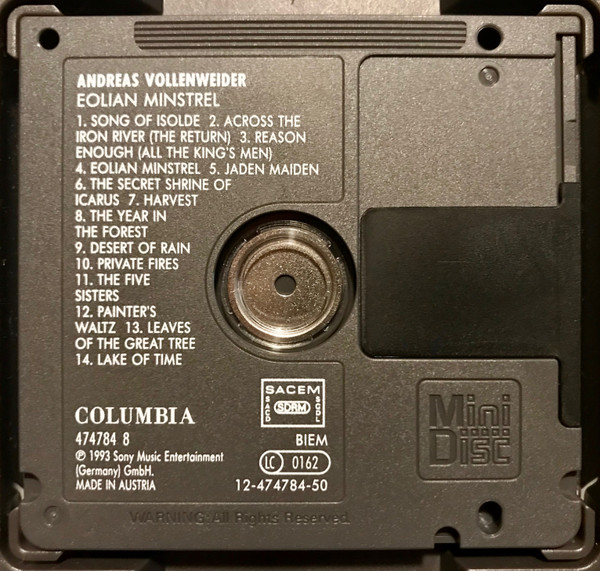 ANDREAS VOLLENWEIDER
EOLIAN MINSTREL
1. SONG OF ISOLDE 2. ACROSS THE
IRON RIVER (THE RETURN) 3. REASON
ENOUGH (ALL THE KING'S MEN)
4. EOLIAN MINSTREL 5. JADEN MAIDEN
6. THE SECRET SHRINE OF
ICARUS 7. HARVEST
8. THE YEAR IN
THE FOREST
9. DESERT OF RAIN
10. PRIVATE FIRES
11. THE FIVE
SISTERS
12. PAINTER'S
WALTZ 13. LEAVES
OF THE GREAT TREE
14. LAKE OF TIME
COLUMBIA
474784 8
℗ 1993 Sony Music Entertainment
(Germany) GmbH.
MADE IN AUSTRIA
SACEM
SACD
SDRM
SGDL
BIEM
LC 0162
12-474784-50
Mini
Disc
WARNING: All Rights Reserved.